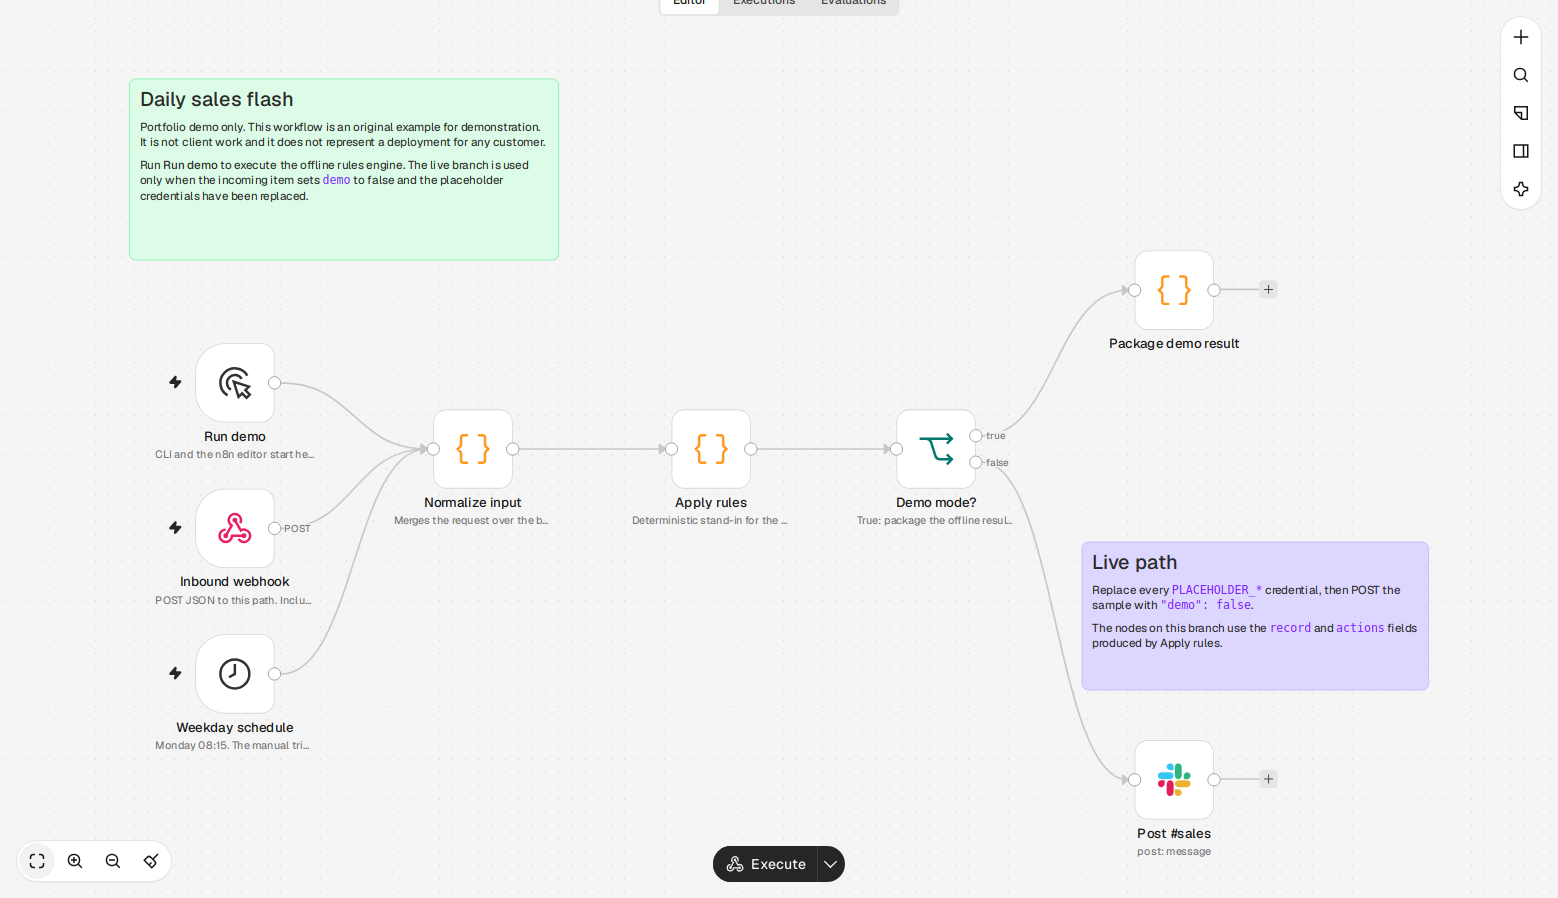 Editor Executions Evaluations
Daily sales flash
Portfolio demo only. This workflow is an original example for demonstration.
It is not client work and it does not represent a deployment for any customer.
Run Run demo to execute the offline rules engine. The live branch is used
only when the incoming item sets demo to false and the placeholder
credentials have been replaced.
Package demo result
Run demo
CLI and the n8n editor start he...
true
false
Normalize input
Merges the request over the b...
Apply rules
Deterministic stand-in for the ...
Demo mode?
True: package the offline resul...
POST
Inbound webhook
POST JSON to this path. Inclu...
Live path
Replace every PLACEHOLDER_* credential, then POST the
sample with "demo": false.
The nodes on this branch use the record and actions fields
produced by Apply rules.
Weekday schedule
Monday 08:15. The manual tri...
Post #sales
post: message
Execute